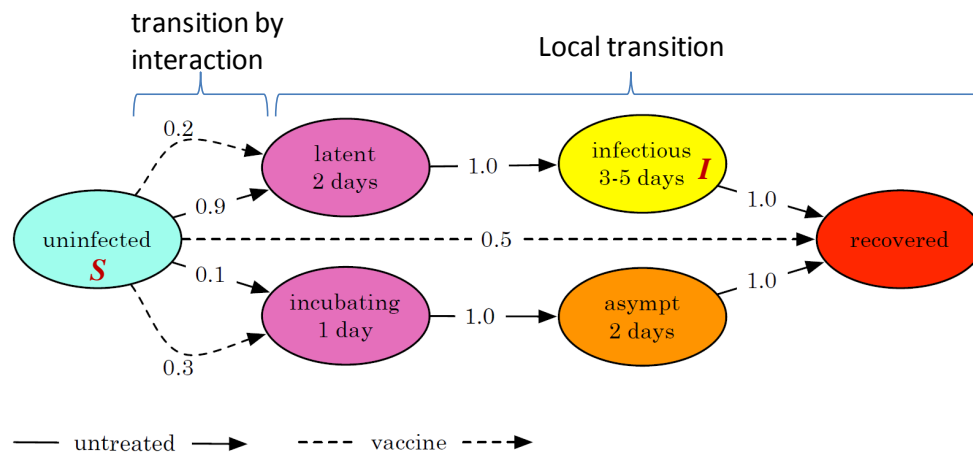 transition by
interaction
Local transition
0.2
latent
2 days
1.0
infectious
3-5 days
I
1.0
0.9
uninfected
S
0.5
recovered
0.1
incubating
1 day
1.0
asympt
2 days
1.0
0.3
untreated
vaccine